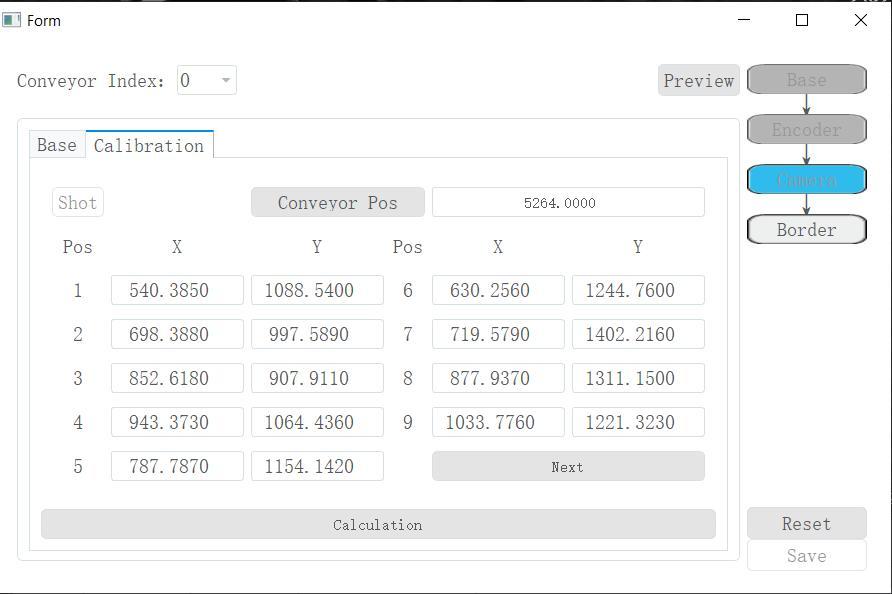 Form
Conveyor Index: 0
Preview
Base
Encoder
Camera
Border
Base Calibration
Shot Conveyor Pos 5264.0000
Pos X Y Pos X Y
1 540.3850 1088.5400 6 630.2560 1244.7600
2 698.3880 997.5890 7 719.5790 1402.2160
3 852.6180 907.9110 8 877.9370 1311.1500
4 943.3730 1064.4360 9 1033.7760 1221.3230
5 787.7870 1154.1420 Next
Calculation
Reset
Save